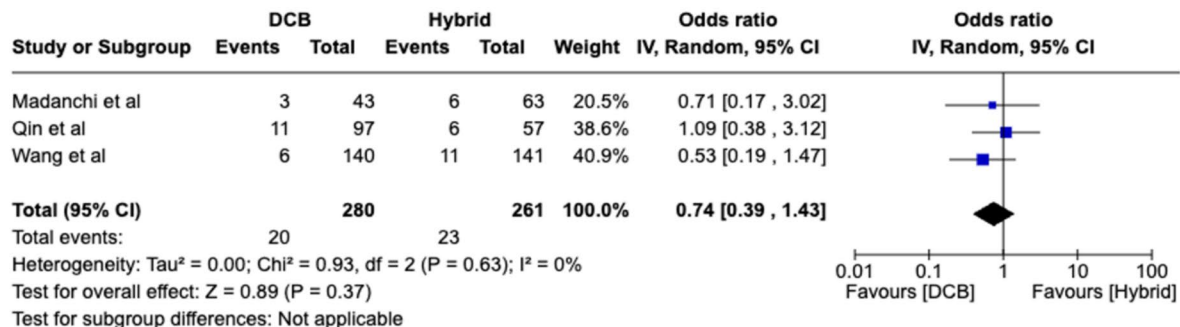 DCB Hybrid Odds ratio Odds ratio
Study or Subgroup Events Total Events Total Weight IV, Random, 95% CI IV, Random, 95% CI
Madanchi et al 3 43 6 63 20.5% 0.71 [0.17 , 3.02]
Qin et al 11 97 6 57 38.6% 1.09 [0.38 , 3.12]
Wang et al 6 140 11 141 40.9% 0.53 [0.19 , 1.47]
Total (95% CI) 280 261 100.0% 0.74 [0.39 , 1.43]
Total events: 20 23
Heterogeneity: Tau² = 0.00; Chi² = 0.93, df = 2 (P = 0.63); I² = 0%
0.01 0.1 1 10 100
Test for overall effect: Z = 0.89 (P = 0.37)
Favours [DCB] Favours [Hybrid]
Test for subgroup differences: Not applicable